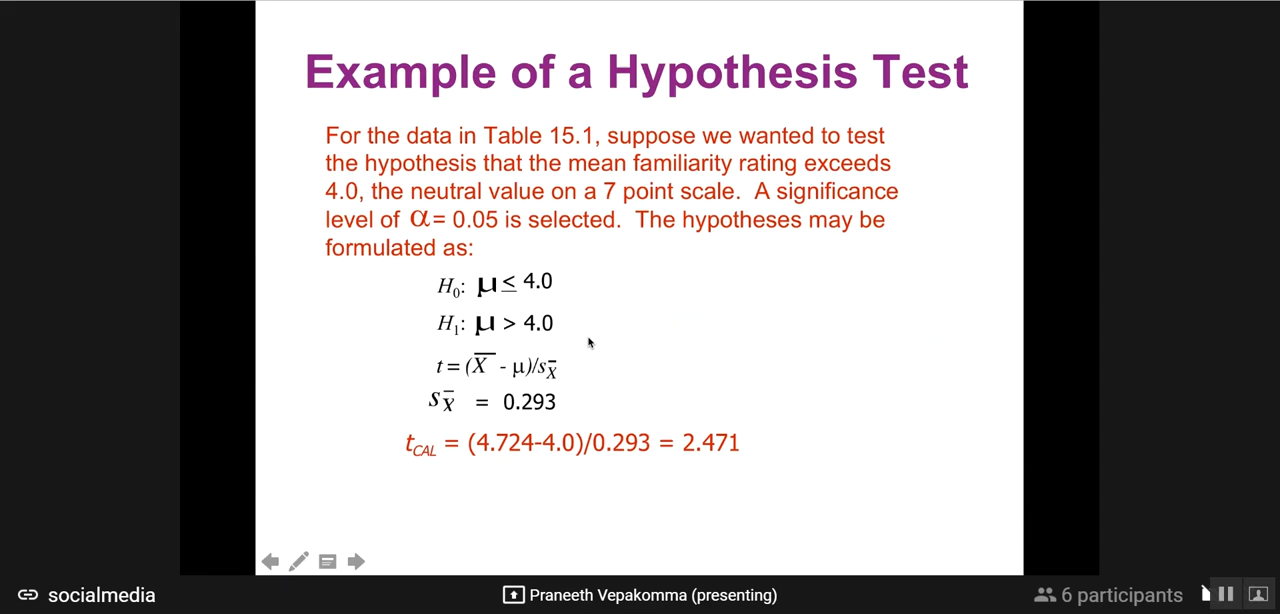 Example of a Hypothesis Test
For the data in Table 15.1, suppose we wanted to test
the hypothesis that the mean familiarity rating exceeds
4.0, the neutral value on a 7 point scale.  A significance
level of α= 0.05 is selected.  The hypotheses may be
formulated as:
H₀: μ ≤ 4.0
H₁: μ > 4.0
t = (X̄ - μ)/s_X̄
s_X̄ = 0.293
t_CAL = (4.724-4.0)/0.293 = 2.471
socialmedia
Praneeth Vepakomma (presenting)
6 participants